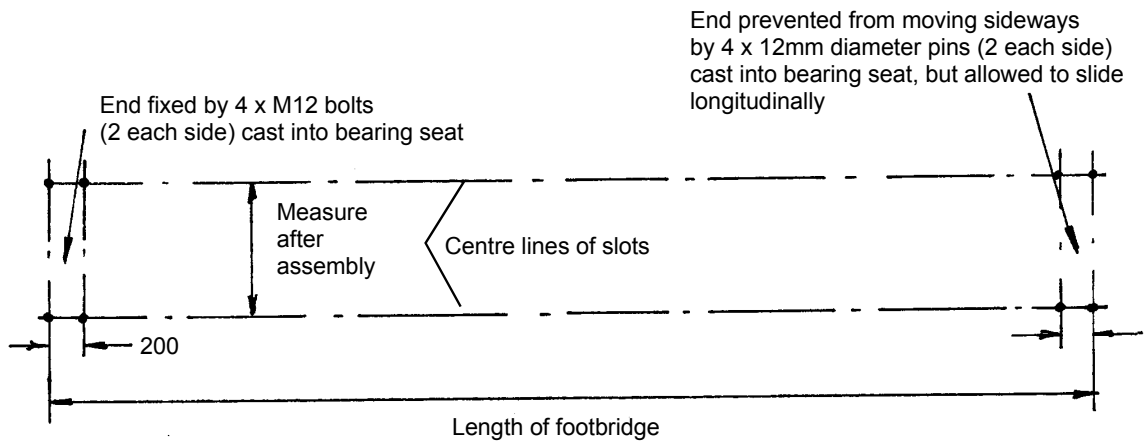 End prevented from moving sideways
by 4 x 12mm diameter pins (2 each side)
cast into bearing seat, but allowed to slide
longitudinally
End fixed by 4 x M12 bolts
(2 each side) cast into bearing seat
Measure
after
assembly
Centre lines of slots
200
Length of footbridge